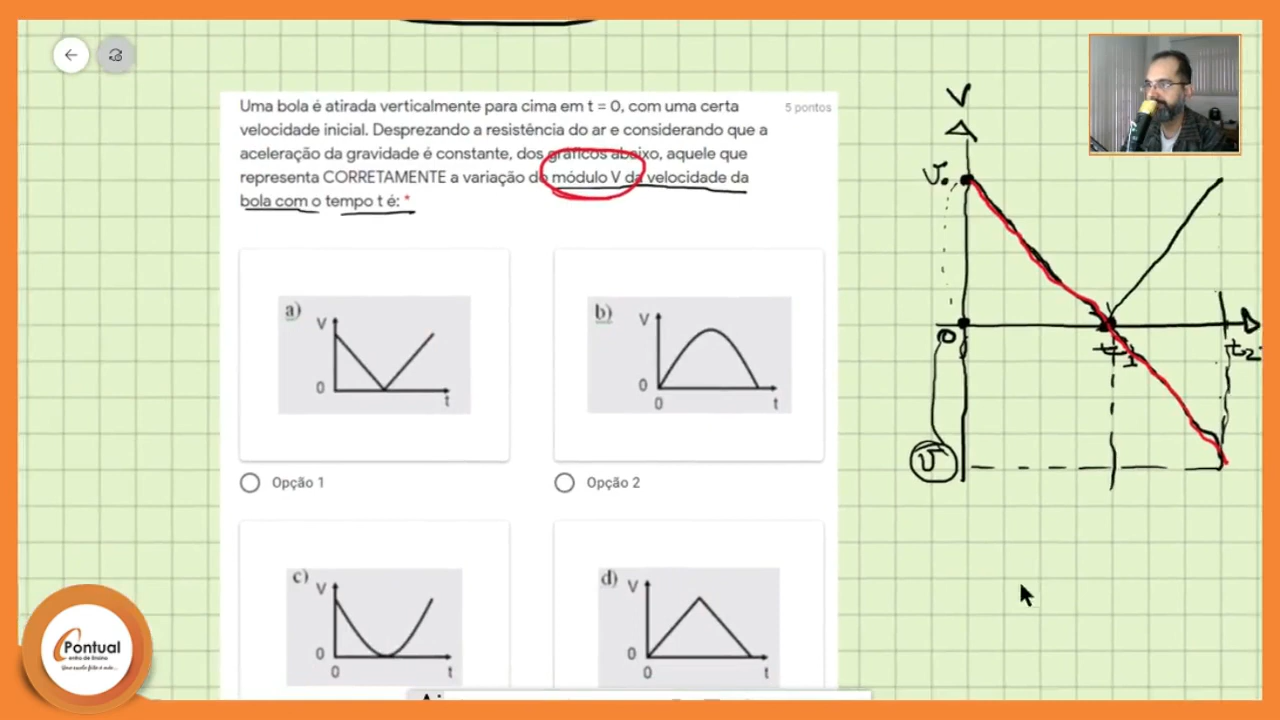 Uma bola é atirada verticalmente para cima em t = 0, com uma certa
5 pontos
velocidade inicial. Desprezando a resistência do ar e considerando que a
aceleração da gravidade é constante, dos gráficos abaixo, aquele que
representa CORRETAMENTE a variação do módulo V da velocidade da
bola com o tempo t é: *
a)
V
0
t
b)
V
0
0
t
Opção 1
Opção 2
c)
V
0
0
t
d)
V
0
0
t
V
V₀
0
t1
t2
V
Pontual